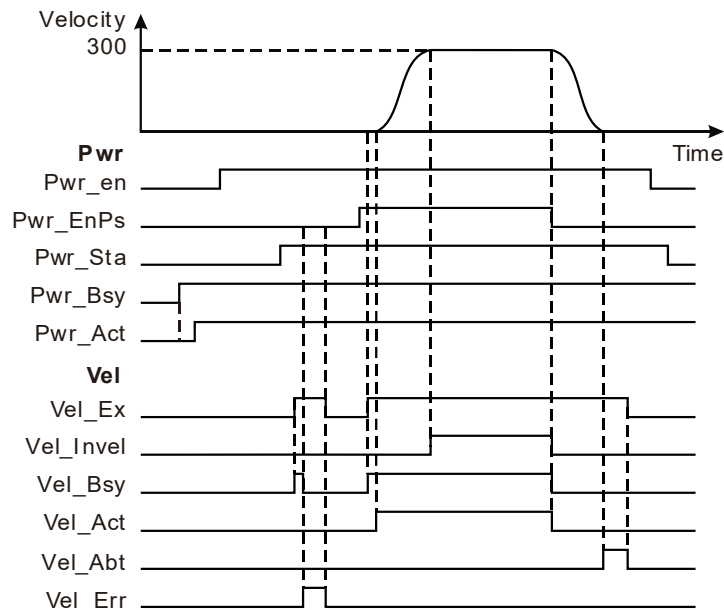 Velocity
300
Time
Pwr
Pwr_en
Pwr_EnPs
Pwr_Sta
Pwr_Bsy
Pwr_Act
Vel
Vel_Ex
Vel_Invel
Vel_Bsy
Vel_Act
Vel_Abt
Vel_Err